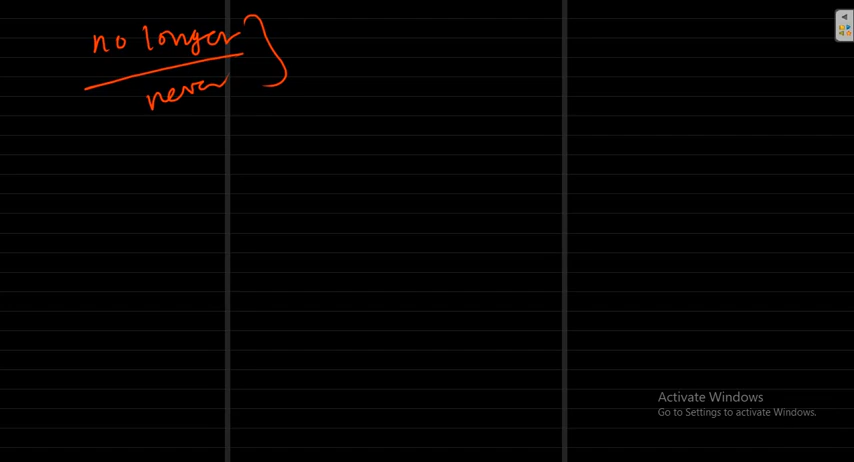 no longer
never
Activate Windows
Go to Settings to activate Windows.